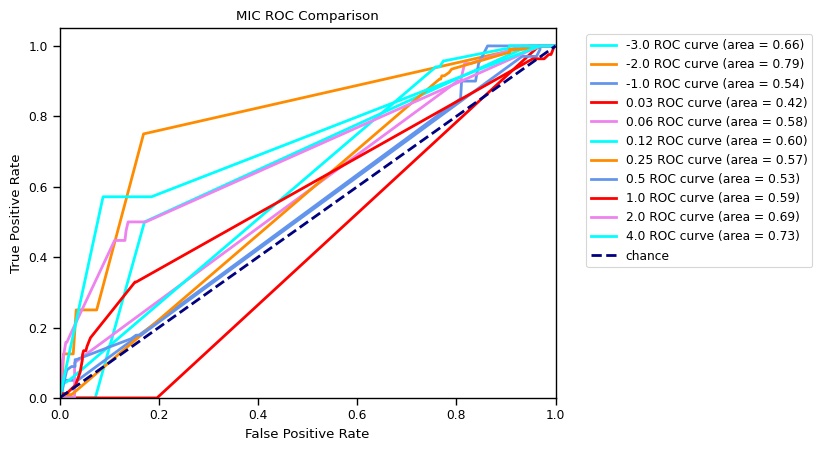 MIC ROC Comparison
1.0
0.8
0.6
0.4
0.2
0.0
True Positive Rate
0.0 0.2 0.4 0.6 0.8 1.0
False Positive Rate
-3.0 ROC curve (area = 0.66)
-2.0 ROC curve (area = 0.79)
-1.0 ROC curve (area = 0.54)
0.03 ROC curve (area = 0.42)
0.06 ROC curve (area = 0.58)
0.12 ROC curve (area = 0.60)
0.25 ROC curve (area = 0.57)
0.5 ROC curve (area = 0.53)
1.0 ROC curve (area = 0.59)
2.0 ROC curve (area = 0.69)
4.0 ROC curve (area = 0.73)
chance